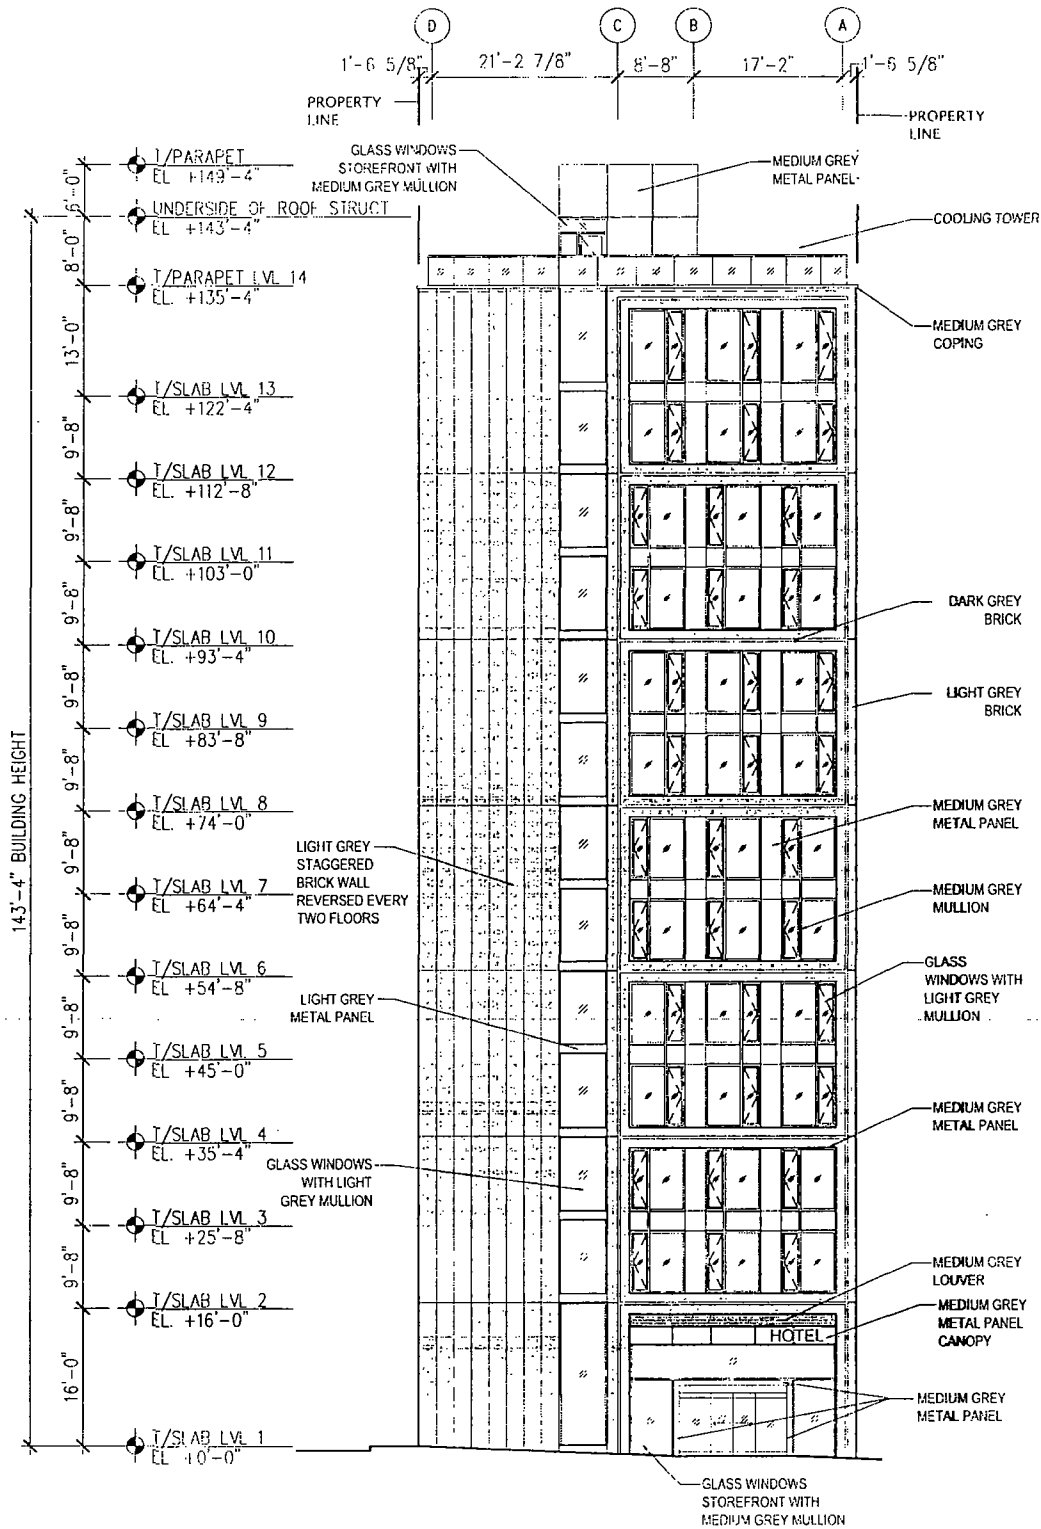 D
C
B
A
1'-6 5/8"
21'-2 7/8"
8'-8"
17'-2"
1'-6 5/8"
PROPERTY
LINE
PROPERTY
LINE
GLASS WINDOWS
STOREFRONT WITH
MEDIUM GREY MULLION
MEDIUM GREY
METAL PANEL
COOLING TOWER
MEDIUM GREY
COPING
T/PARAPET
EL +149'-4"
6'-0"
UNDERSIDE OF ROOF STRUCT
EL +143'-4"
8'-0"
T/PARAPET LVL 14
EL. +135'-4"
13'-0"
T/SLAB LVL 13
EL +122'-4"
9'-8"
T/SLAB LVL 12
EL. +112'-8"
9'-8"
T/SLAB LVL 11
EL. +103'-0"
9'-8"
T/SLAB LVL 10
EL. +93'-4"
9'-8"
T/SLAB LVL 9
EL +83'-8"
9'-8"
T/SLAB LVL 8
EL +74'-0"
9'-8"
T/SLAB LVL 7
EL +64'-4"
9'-8"
T/SLAB LVL 6
EL +54'-8"
9'-8"
T/SLAB LVL 5
EL +45'-0"
9'-8"
T/SLAB LVL 4
EL. +35'-4"
9'-8"
T/SLAB LVL 3
EL +25'-8"
9'-8"
T/SLAB LVL 2
EL. +16'-0"
16'-0"
T/SLAB LVL 1
EL +0'-0"
143'-4" BUILDING HEIGHT
DARK GREY
BRICK
LIGHT GREY
BRICK
MEDIUM GREY
METAL PANEL
LIGHT GREY
STAGGERED
BRICK WALL
REVERSED EVERY
TWO FLOORS
MEDIUM GREY
MULLION
GLASS
WINDOWS WITH
LIGHT GREY
MULLION
LIGHT GREY
METAL PANEL
MEDIUM GREY
METAL PANEL
GLASS WINDOWS
WITH LIGHT
GREY MULLION
MEDIUM GREY
LOUVER
MEDIUM GREY
METAL PANEL
CANOPY
HOTEL
MEDIUM GREY
METAL PANEL
GLASS WINDOWS
STOREFRONT WITH
MEDIUM GREY MULLION